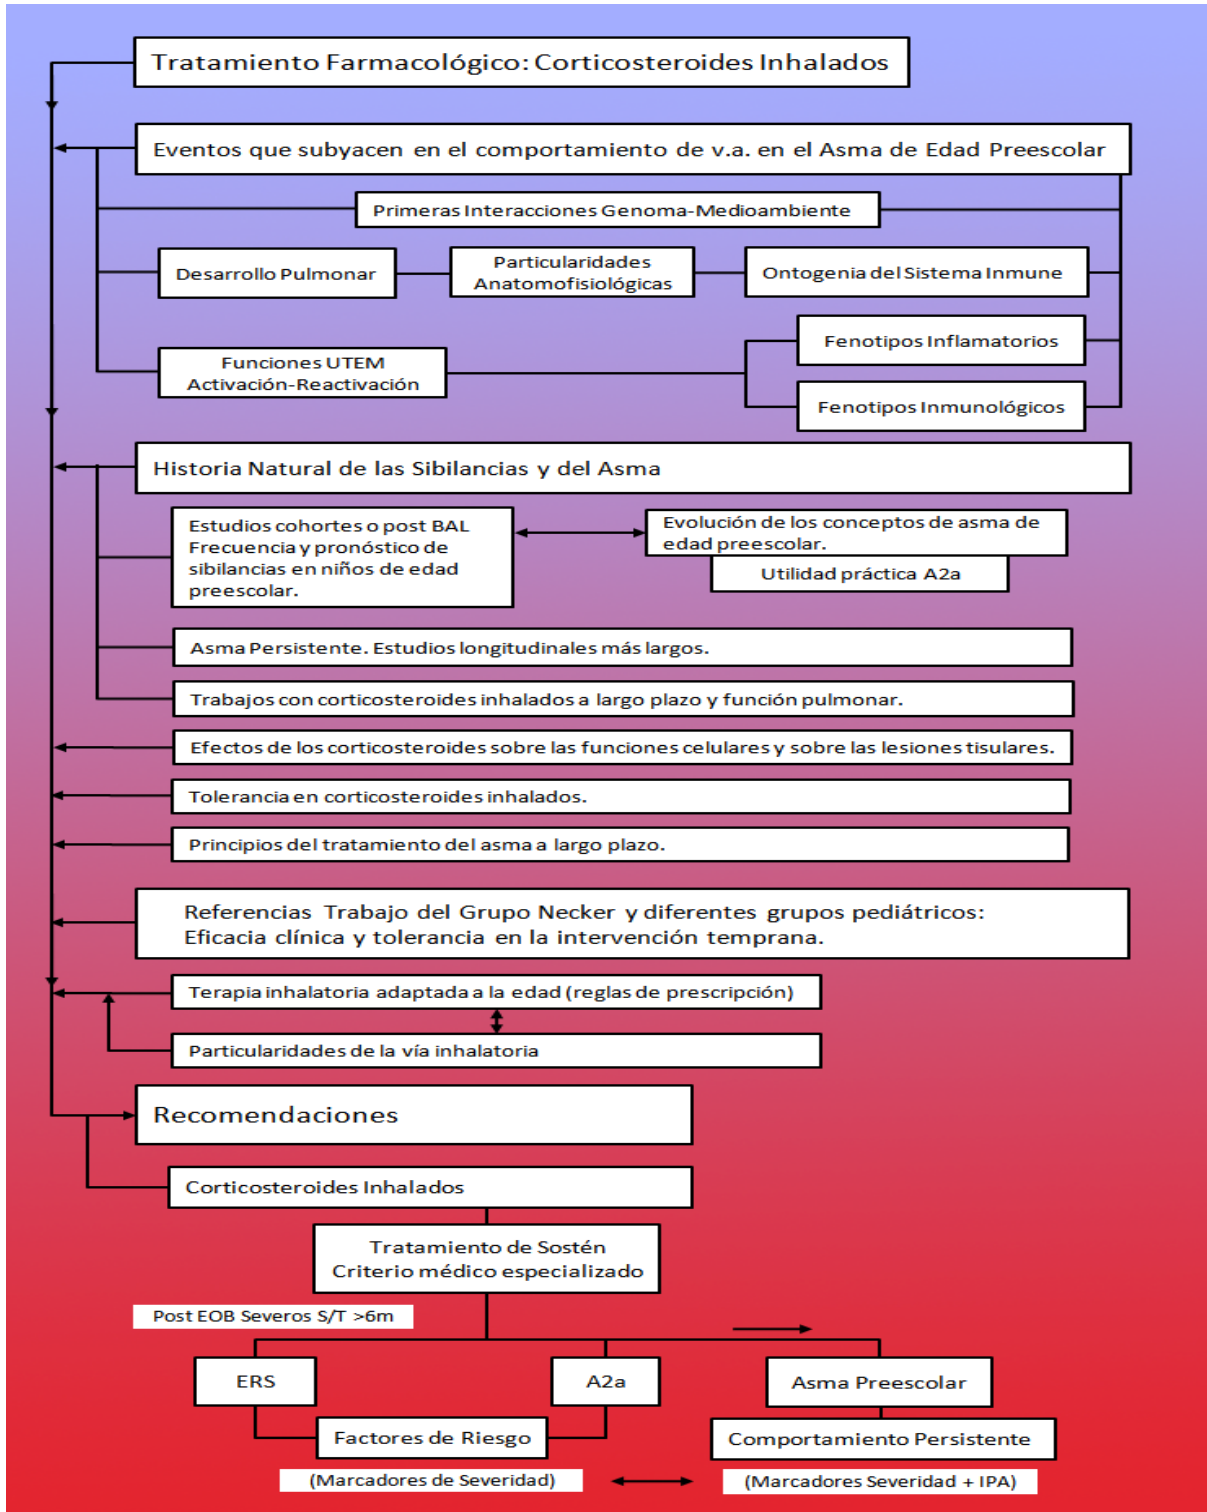 Tratamiento Farmacológico: Corticosteroides Inhalados
Eventos que subyacen en el comportamiento de v.a. en el Asma de Edad Preescolar
Primeras Interacciones Genoma-Medioambiente
Desarrollo Pulmonar
Particularidades
Anatomofisiológicas
Ontogenia del Sistema Inmune
Funciones UTEM
Activación-Reactivación
Fenotipos Inflamatorios
Fenotipos Inmunológicos
Historia Natural de las Sibilancias y del Asma
Estudios cohortes o post BAL
Frecuencia y pronóstico de
sibilancias en niños de edad
preescolar.
Evolución de los conceptos de asma de
edad preescolar.
Utilidad práctica A2a
Asma Persistente. Estudios longitudinales más largos.
Trabajos con corticosteroides inhalados a largo plazo y función pulmonar.
Efectos de los corticosteroides sobre las funciones celulares y sobre las lesiones tisulares.
Tolerancia en corticosteroides inhalados.
Principios del tratamiento del asma a largo plazo.
Referencias Trabajo del Grupo Necker y diferentes grupos pediátricos:
Eficacia clínica y tolerancia en la intervención temprana.
Terapia inhalatoria adaptada a la edad (reglas de prescripción)
Particularidades de la vía inhalatoria
Recomendaciones
Corticosteroides Inhalados
Tratamiento de Sostén
Criterio médico especializado
Post EOB Severos S/T >6m
ERS
A2a
Asma Preescolar
Factores de Riesgo
Comportamiento Persistente
(Marcadores de Severidad)
(Marcadores Severidad + IPA)